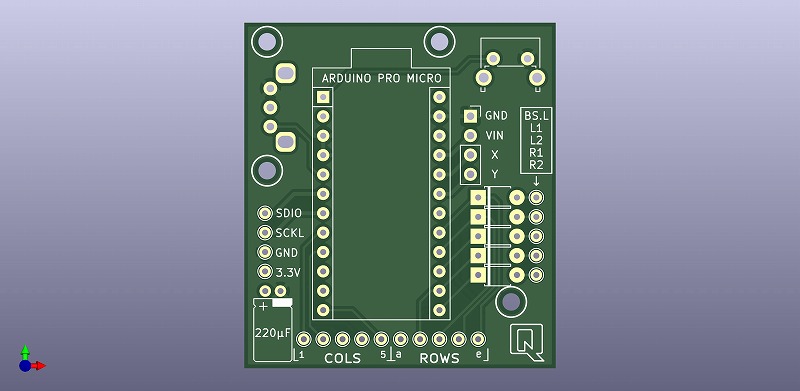 ARDUINO PRO MICRO
GND
VIN
X
Y
BS.L
L1
L2
R1
R2
SDIO
SCKL
GND
3.3V
+
220µF
1 COLS 5 a ROWS e